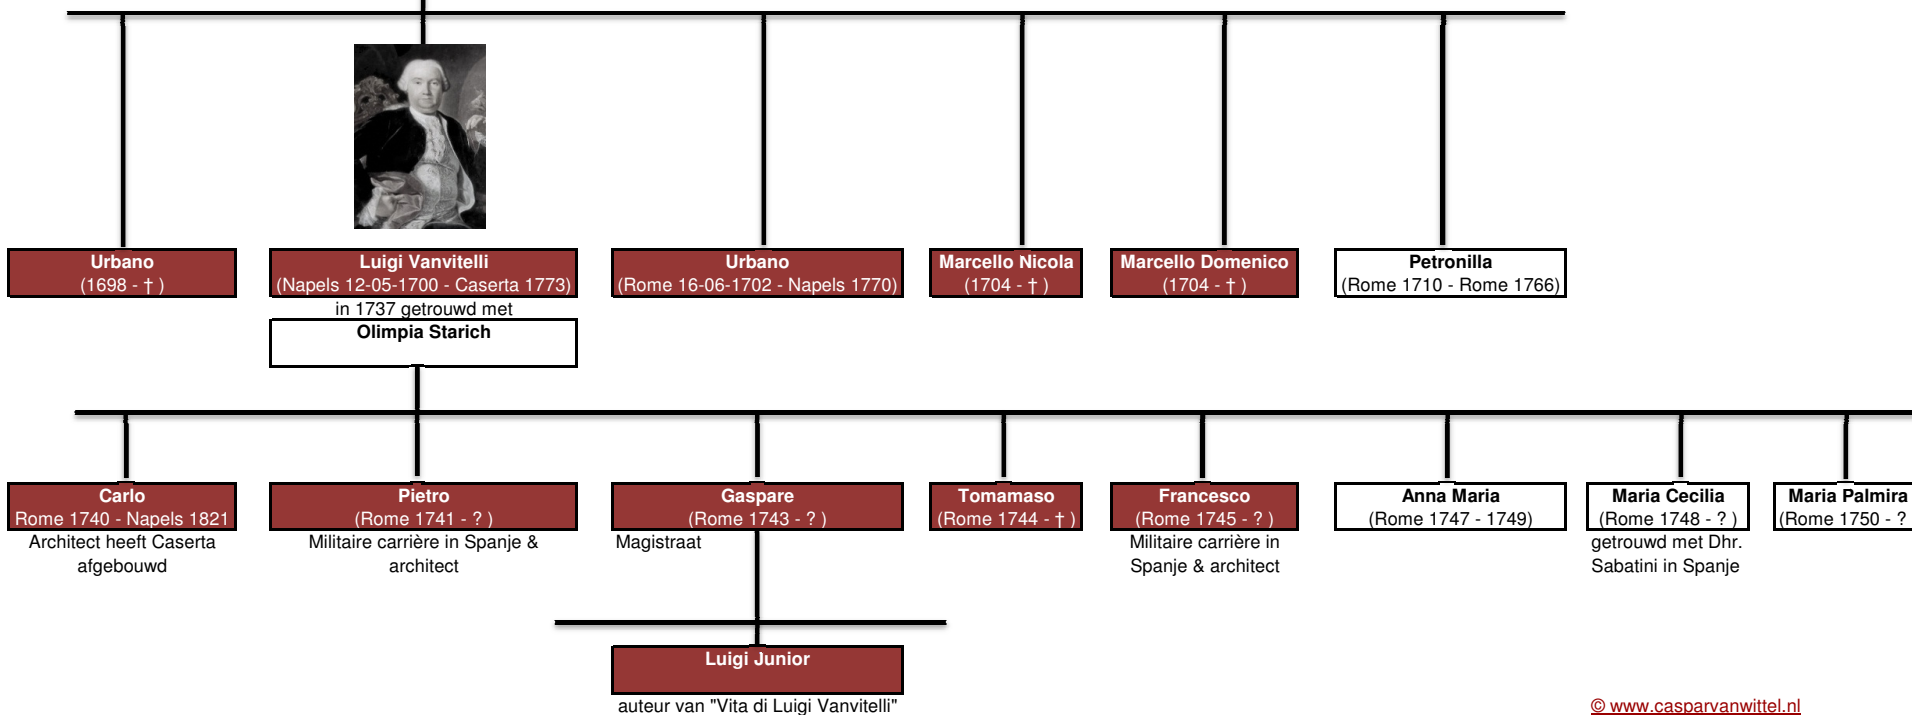 Urbano
(1698 - † )
Luigi Vanvitelli
(Napels 12-05-1700 - Caserta 1773)
in 1737 getrouwd met
Olimpia Starich
Urbano
(Rome 16-06-1702 - Napels 1770)
Marcello Nicola
(1704 - † )
Marcello Domenico
(1704 - † )
Petronilla
(Rome 1710 - Rome 1766)
Carlo
Rome 1740 - Napels 1821
Architect heeft Caserta
afgebouwd
Pietro
(Rome 1741 - ? )
Militaire carrière in Spanje &
architect
Gaspare
(Rome 1743 - ? )
Magistraat
Tomamaso
(Rome 1744 - † )
Francesco
(Rome 1745 - ? )
Militaire carrière in
Spanje & architect
Anna Maria
(Rome 1747 - 1749)
Maria Cecilia
(Rome 1748 - ? )
getrouwd met Dhr.
Sabatini in Spanje
Maria Palmira
(Rome 1750 - ?
Luigi Junior
auteur van "Vita di Luigi Vanvitelli"
© www.casparvanwittel.nl